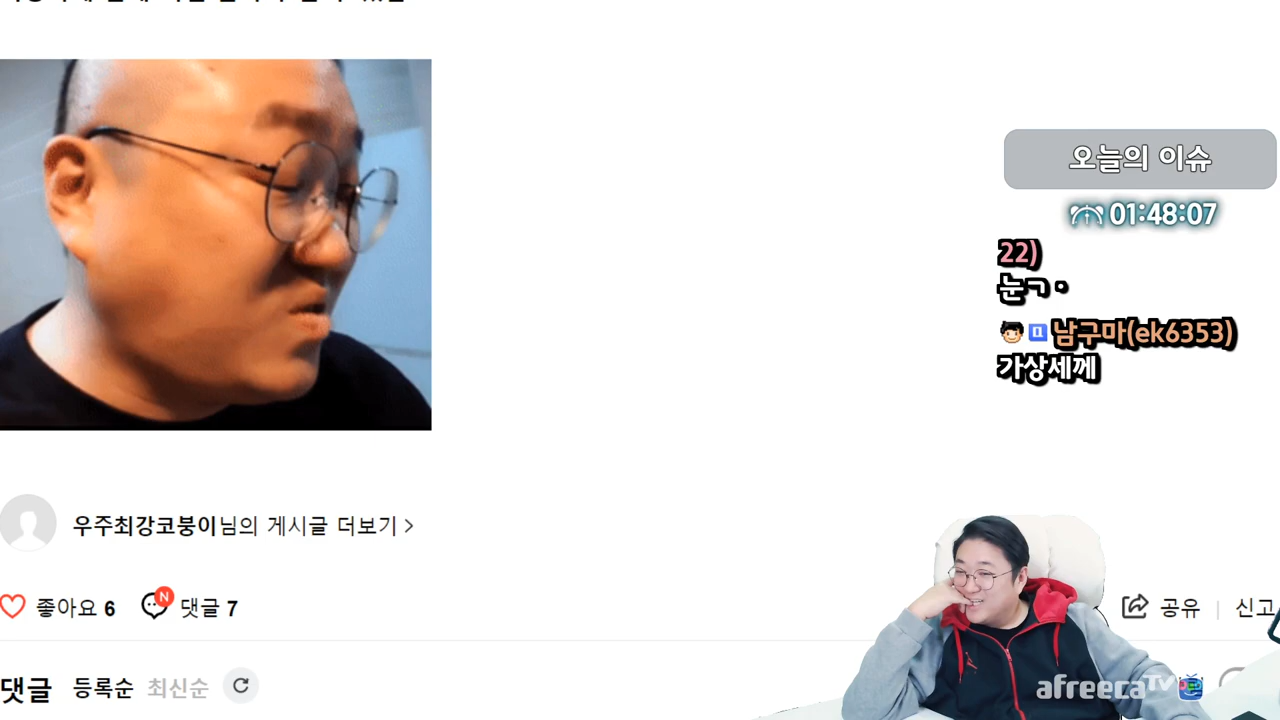 오늘의 이슈
01:48:07
22)
눈ㄱㆍ
n 남구마(ek6353)
가상세께
우주최강코붕이님의 게시글 더보기 >
좋아요 6 N 댓글 7
공유 | 신고
댓글 등록순 최신순
afreecaTV